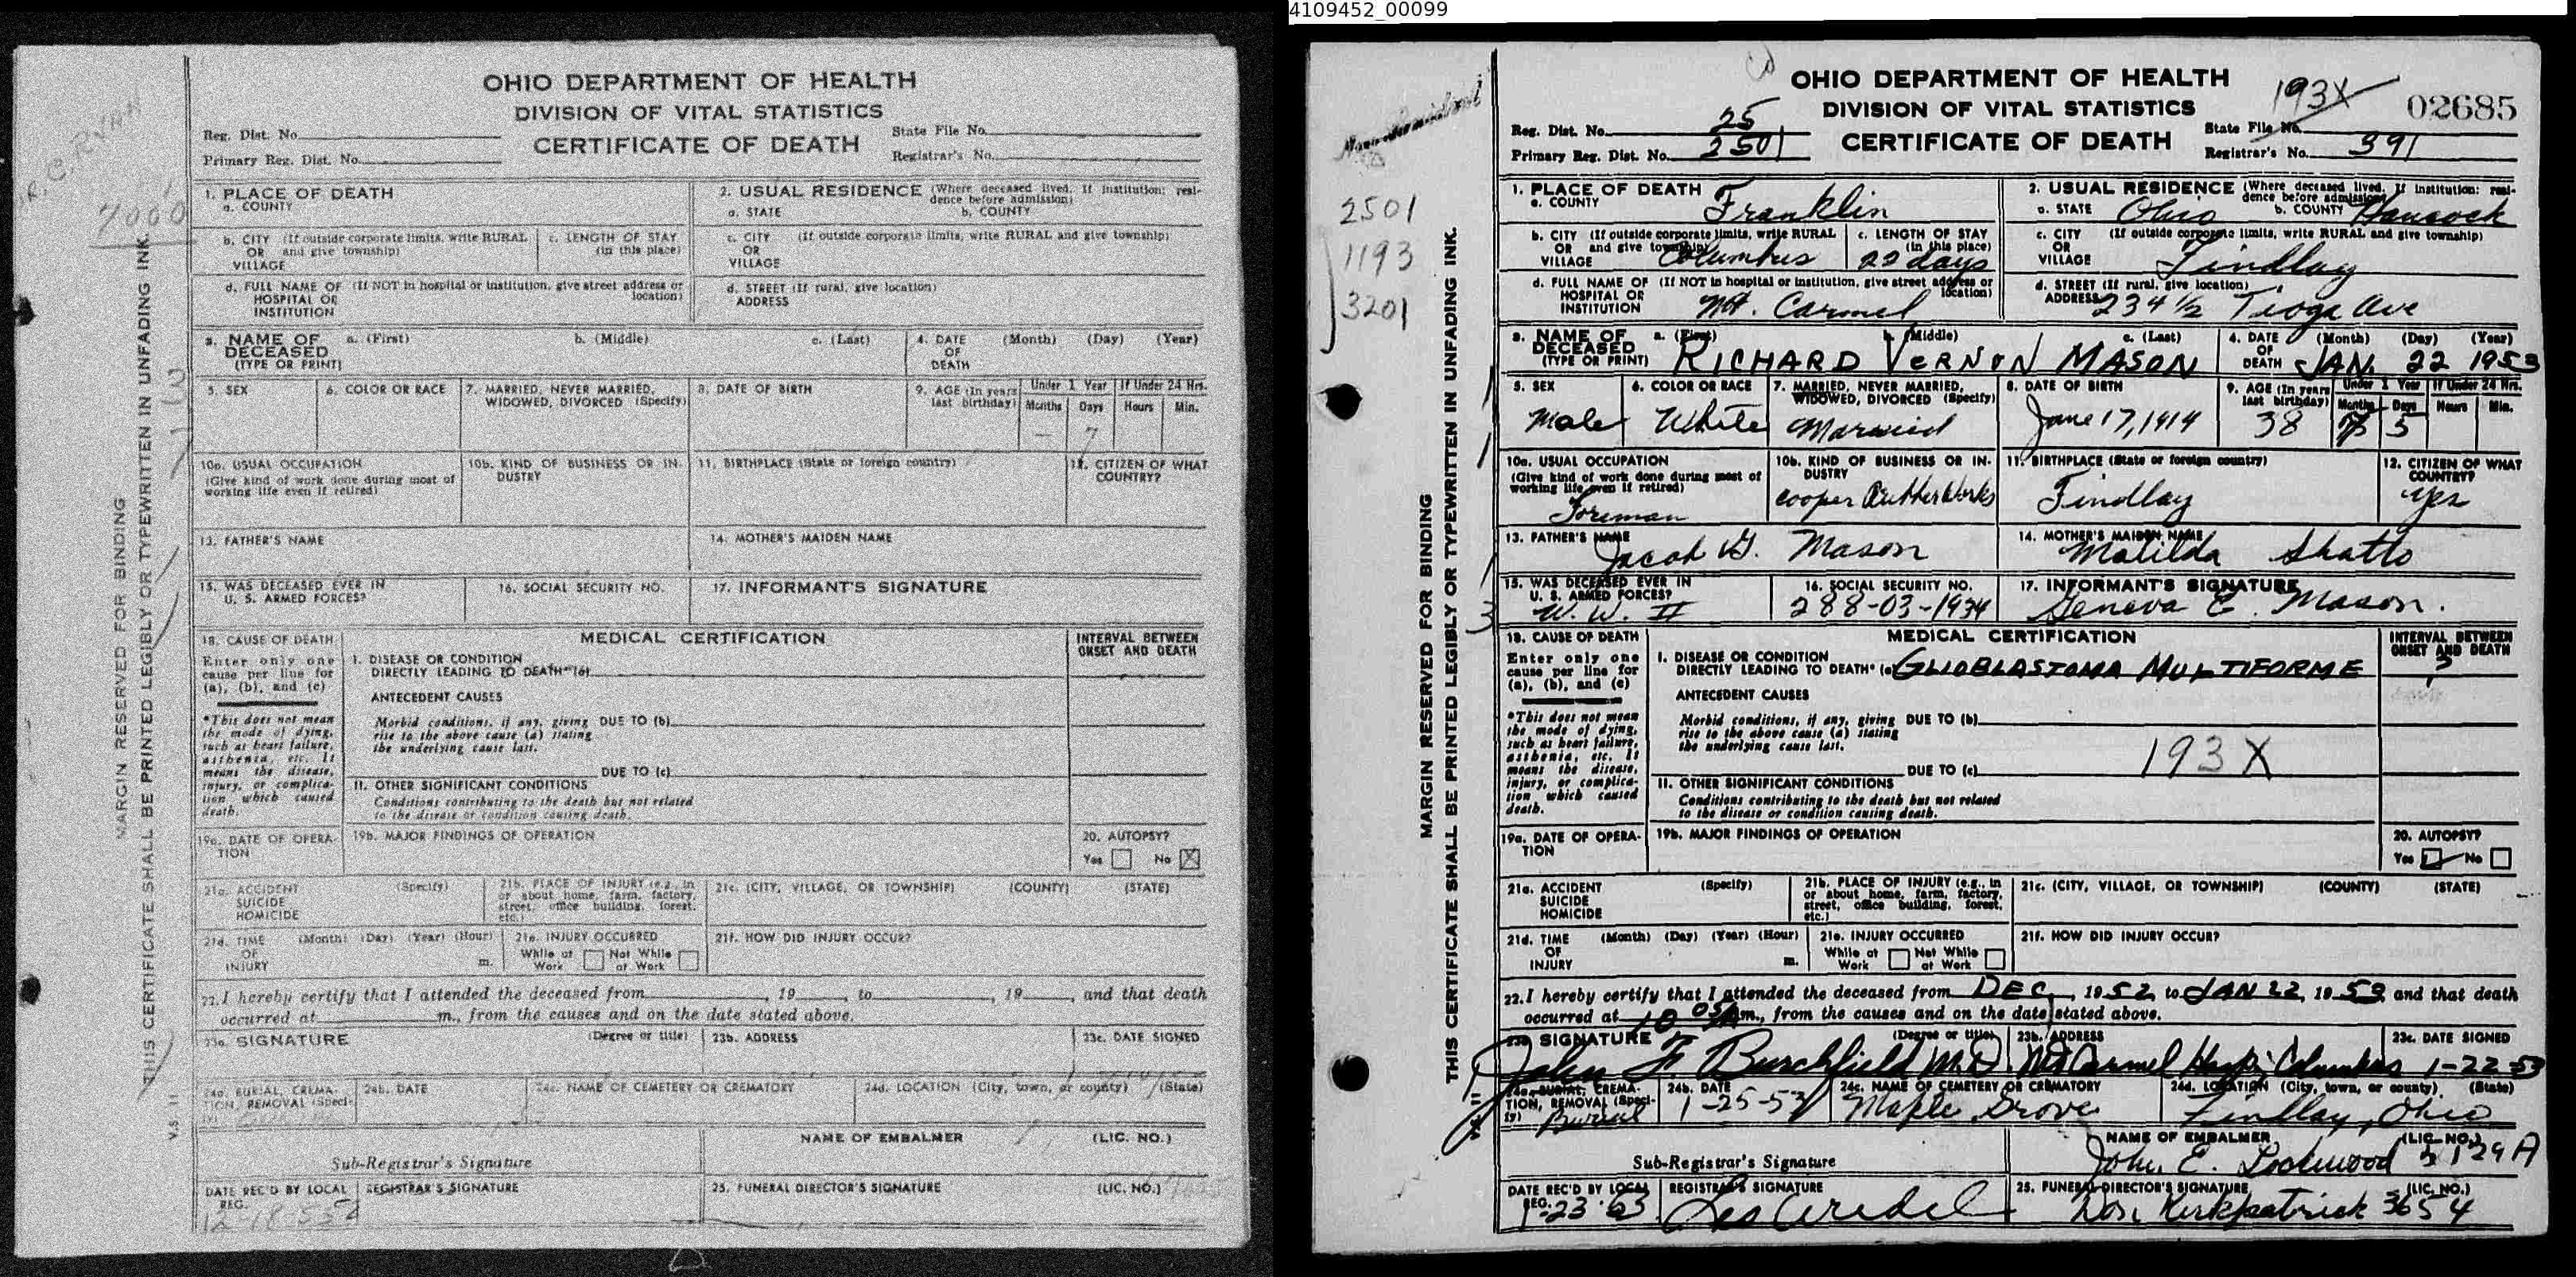 4109452_00099
OHIO DEPARTMENT OF HEALTH
DIVISION OF VITAL STATISTICS
CERTIFICATE OF DEATH
Reg. Dist. No.
Primary Reg. Dist. No.
State File No.
Registrar's No.
7000
1. PLACE OF DEATH
a. COUNTY
2. USUAL RESIDENCE (Where deceased lived. If institution: residence before admission)
a. STATE b. COUNTY
b. CITY (If outside corporate limits, write RURAL
OR and give township)
VILLAGE
c. LENGTH OF STAY
(in this place)
c. CITY (If outside corporate limits, write RURAL and give township)
OR
VILLAGE
d. FULL NAME OF (If NOT in hospital or institution, give street address or
HOSPITAL OR location)
INSTITUTION
d. STREET (If rural, give location)
ADDRESS
3. NAME OF a. (First) b. (Middle) c. (Last)
DECEASED
(TYPE OR PRINT)
4. DATE (Month) (Day) (Year)
OF
DEATH
5. SEX
6. COLOR OR RACE
7. MARRIED, NEVER MARRIED,
WIDOWED, DIVORCED (Specify)
8. DATE OF BIRTH
9. AGE (In years
last birthday)
Under 1 Year If Under 24 Hrs.
Months Days Hours Min.
— 7
10a. USUAL OCCUPATION
(Give kind of work done during most of
working life even if retired)
10b. KIND OF BUSINESS OR IN-
DUSTRY
11. BIRTHPLACE (State or foreign country)
12. CITIZEN OF WHAT
COUNTRY?
13. FATHER'S NAME
14. MOTHER'S MAIDEN NAME
15. WAS DECEASED EVER IN
U. S. ARMED FORCES?
16. SOCIAL SECURITY NO.
17. INFORMANT'S SIGNATURE
18. CAUSE OF DEATH
Enter only one
cause per line for
(a), (b), and (c)
*This does not mean
the mode of dying,
such as heart failure,
asthenia, etc. It
means the disease,
injury, or complica-
tion which caused
death.
MEDICAL CERTIFICATION
INTERVAL BETWEEN
ONSET AND DEATH
I. DISEASE OR CONDITION
DIRECTLY LEADING TO DEATH* (a)
ANTECEDENT CAUSES
Morbid conditions, if any, giving DUE TO (b)
rise to the above cause (a) stating
the underlying cause last.
DUE TO (c)
II. OTHER SIGNIFICANT CONDITIONS
Conditions contributing to the death but not related
to the disease or condition causing death.
19a. DATE OF OPERA-
TION
19b. MAJOR FINDINGS OF OPERATION
20. AUTOPSY?
Yes No X
21a. ACCIDENT (Specify)
SUICIDE
HOMICIDE
21b. PLACE OF INJURY (e.g., in
or about home, farm, factory,
street, office building, forest,
etc.)
21c. (CITY, VILLAGE, OR TOWNSHIP) (COUNTY) (STATE)
21d. TIME (Month) (Day) (Year) (Hour)
OF
INJURY m.
21e. INJURY OCCURRED
While at Not While
Work at Work
21f. HOW DID INJURY OCCUR?
22. I hereby certify that I attended the deceased from , 19 , to , 19 , and that death
occurred at m., from the causes and on the date stated above.
23a. SIGNATURE (Degree or title)
23b. ADDRESS
23c. DATE SIGNED
24a. BURIAL, CREMA-
TION, REMOVAL (Speci-
fy)
24b. DATE
24c. NAME OF CEMETERY OR CREMATORY
24d. LOCATION (City, town, or county) (State)
Sub-Registrar's Signature
NAME OF EMBALMER (LIC. NO.)
DATE REC'D BY LOCAL
REG.
REGISTRAR'S SIGNATURE
25. FUNERAL DIRECTOR'S SIGNATURE (LIC. NO.)
MARGIN RESERVED FOR BINDING
THIS CERTIFICATE SHALL BE PRINTED LEGIBLY OR TYPEWRITTEN IN UNFADING INK.
V.S 11
OHIO DEPARTMENT OF HEALTH
DIVISION OF VITAL STATISTICS
CERTIFICATE OF DEATH
193X
02685
Reg. Dist. No. 25
Primary Reg. Dist. No. 2501
State File No.
Registrar's No. 391
2501
1193
3201
1. PLACE OF DEATH
a. COUNTY Franklin
2. USUAL RESIDENCE (Where deceased lived. If institution: residence before admission)
a. STATE Ohio b. COUNTY Hancock
b. CITY (If outside corporate limits, write RURAL
OR and give township)
VILLAGE Columbus
c. LENGTH OF STAY
(in this place)
22 days
c. CITY (If outside corporate limits, write RURAL and give township)
OR
VILLAGE Findlay
d. FULL NAME OF (If NOT in hospital or institution, give street address or
HOSPITAL OR location)
INSTITUTION Mt. Carmel
d. STREET (If rural, give location)
ADDRESS 234 1/2 Tioga Ave
3. NAME OF a. (First) b. (Middle) c. (Last)
DECEASED
(TYPE OR PRINT) RICHARD VERNON MASON
4. DATE (Month) (Day) (Year)
OF
DEATH JAN. 22 1953
5. SEX
Male
6. COLOR OR RACE
White
7. MARRIED, NEVER MARRIED,
WIDOWED, DIVORCED (Specify)
Married
8. DATE OF BIRTH
June 17, 1914
9. AGE (In years
last birthday)
38
Under 1 Year If Under 24 Hrs.
Months Days Hours Min.
5
10a. USUAL OCCUPATION
(Give kind of work done during most of
working life even if retired)
Foreman
10b. KIND OF BUSINESS OR IN-
DUSTRY
Cooper Rubber Works
11. BIRTHPLACE (State or foreign country)
Findlay
12. CITIZEN OF WHAT
COUNTRY?
yes
13. FATHER'S NAME
Jacob G. Mason
14. MOTHER'S MAIDEN NAME
Matilda Shatto
15. WAS DECEASED EVER IN
U. S. ARMED FORCES?
W. W. II
16. SOCIAL SECURITY NO.
288-03-1934
17. INFORMANT'S SIGNATURE
Geneva E. Mason.
18. CAUSE OF DEATH
Enter only one
cause per line for
(a), (b), and (c)
*This does not mean
the mode of dying,
such as heart failure,
asthenia, etc. It
means the disease,
injury, or complica-
tion which caused
death.
MEDICAL CERTIFICATION
INTERVAL BETWEEN
ONSET AND DEATH
?
I. DISEASE OR CONDITION
DIRECTLY LEADING TO DEATH* (a) GLIOBLASTOMA MULTIFORME
ANTECEDENT CAUSES
Morbid conditions, if any, giving DUE TO (b)
rise to the above cause (a) stating
the underlying cause last.
DUE TO (c)
193X
II. OTHER SIGNIFICANT CONDITIONS
Conditions contributing to the death but not related
to the disease or condition causing death.
19a. DATE OF OPERA-
TION
19b. MAJOR FINDINGS OF OPERATION
20. AUTOPSY?
Yes No
21a. ACCIDENT (Specify)
SUICIDE
HOMICIDE
21b. PLACE OF INJURY (e.g., in
or about home, farm, factory,
street, office building, forest,
etc.)
21c. (CITY, VILLAGE, OR TOWNSHIP) (COUNTY) (STATE)
21d. TIME (Month) (Day) (Year) (Hour)
OF
INJURY m.
21e. INJURY OCCURRED
While at Not While
Work at Work
21f. HOW DID INJURY OCCUR?
22. I hereby certify that I attended the deceased from DEC, 1952, to JAN 22, 1953, and that death
occurred at 10 05 A m., from the causes and on the date stated above.
23a SIGNATURE (Degree or title)
John F Burchfield M.D.
23b. ADDRESS
Mt Carmel Hosp; Columbus
23c. DATE SIGNED
1-22-53
24a. BURIAL, CREMA-
TION, REMOVAL (Speci-
fy) Burial
24b. DATE
1-25-53
24c. NAME OF CEMETERY OR CREMATORY
Maple Grove
24d. LOCATION (City, town, or county) (State)
Findlay, Ohio
Sub-Registrar's Signature
NAME OF EMBALMER (LIC. NO.)
John E. Lockwood 5129A
DATE REC'D BY LOCAL
REG. 1-23-53
REGISTRAR'S SIGNATURE
25. FUNERAL DIRECTOR'S SIGNATURE (LIC. NO.)
Don Kirkpatrick 3654
MARGIN RESERVED FOR BINDING
THIS CERTIFICATE SHALL BE PRINTED LEGIBLY OR TYPEWRITTEN IN UNFADING INK.